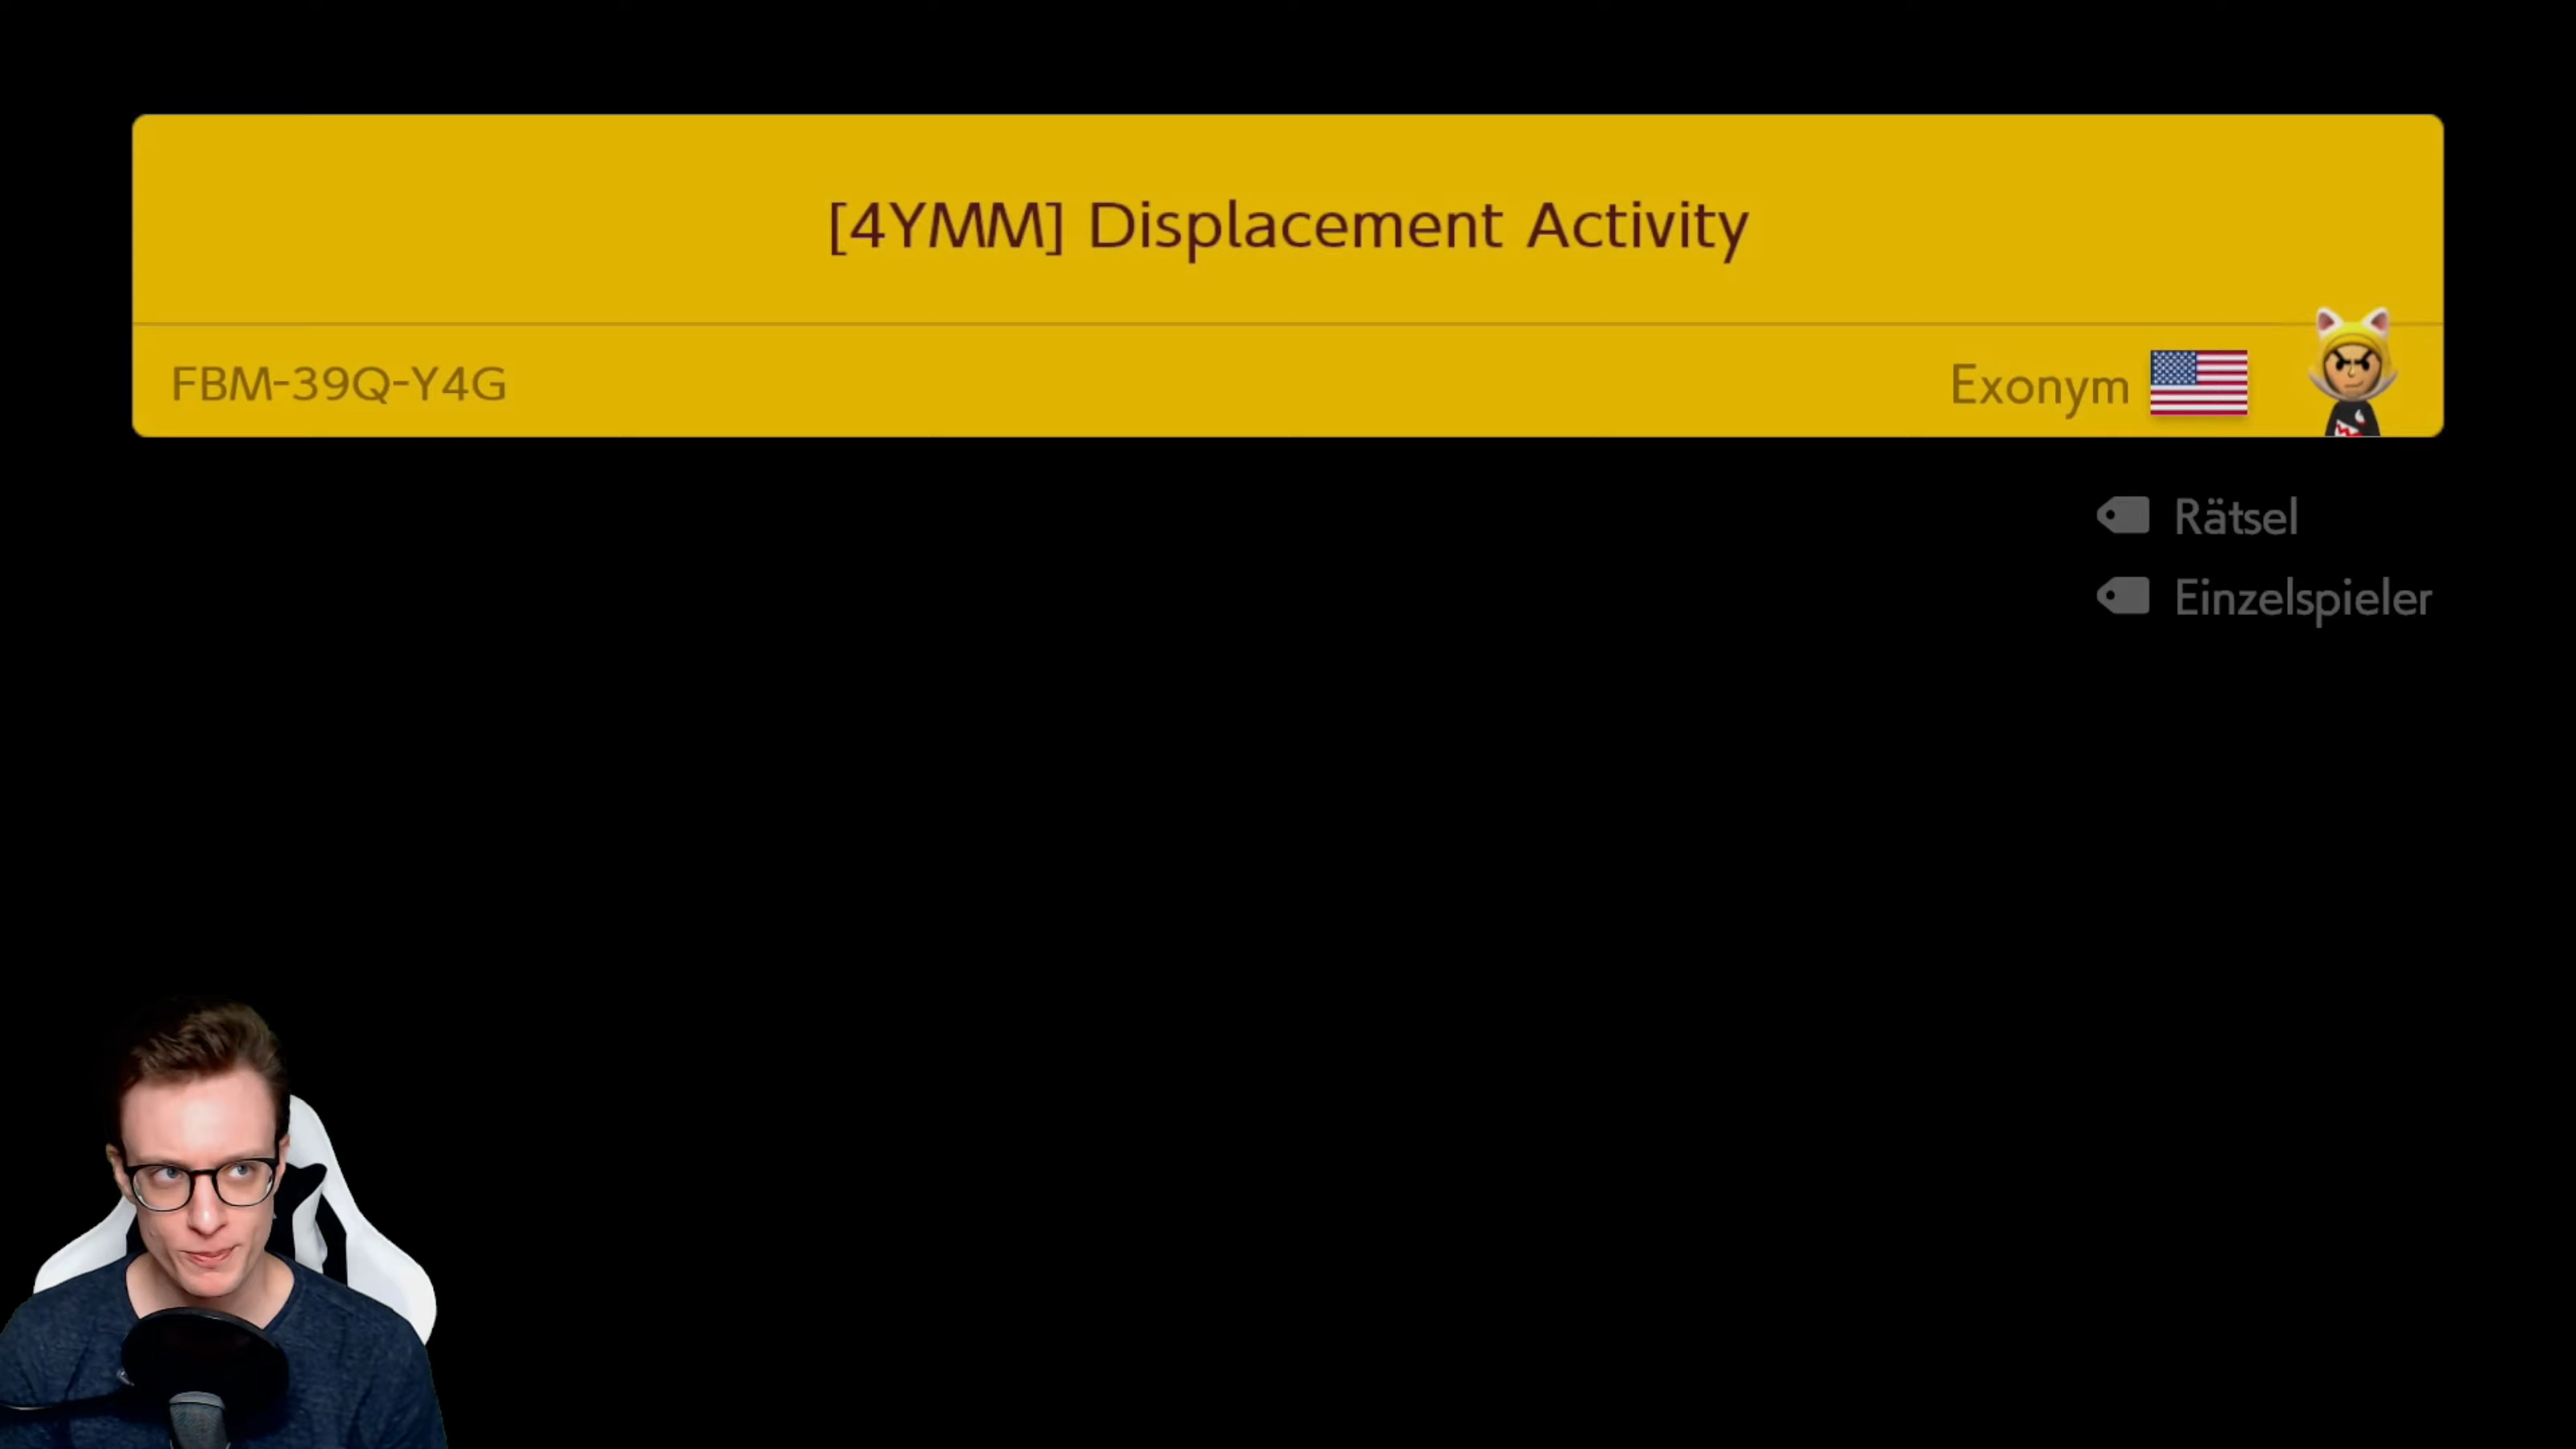 [4YMM] Displacement Activity
FBM-39Q-Y4G
Exonym
Rätsel
Einzelspieler